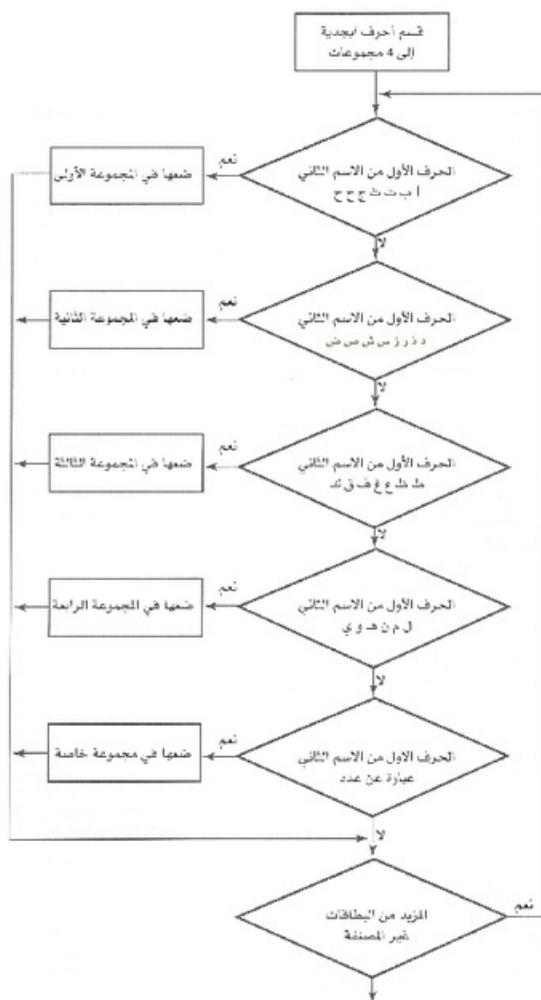 قسم أحرف ابجدية
إلى 4 مجموعات
الحرف الأول من الاسم الثاني
ا ب ت ث ج ح خ
نعم
ضعها في المجموعة الأولى
لا
الحرف الأول من الاسم الثاني
د ذ ر ز س ش ص ض
نعم
ضعها في المجموعة الثانية
لا
الحرف الأول من الاسم الثاني
ط ظ ع غ ف ق ك
نعم
ضعها في المجموعة الثالثة
لا
الحرف الأول من الاسم الثاني
ل م ن هـ و ي
نعم
ضعها في المجموعة الرابعة
لا
الحرف الأول من الاسم الثاني
عبارة عن عدد
نعم
ضعها في مجموعة خاصة
لا
المزيد من البطاقات
غير المصنفة
نعم